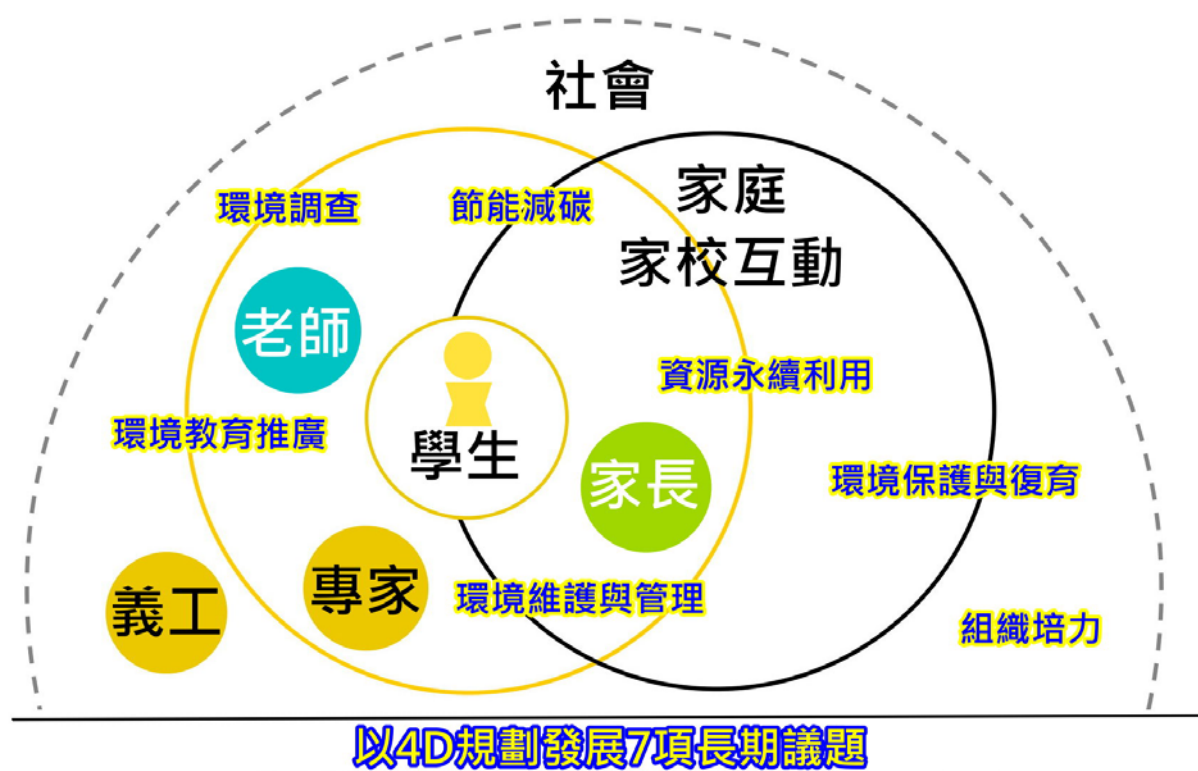 社會
家庭
家校互動
環境調查
節能減碳
老師
學生
資源永續利用
環境教育推廣
家長
環境保護與復育
專家
義工
環境維護與管理
組織培力
以4D規劃發展7項長期議題